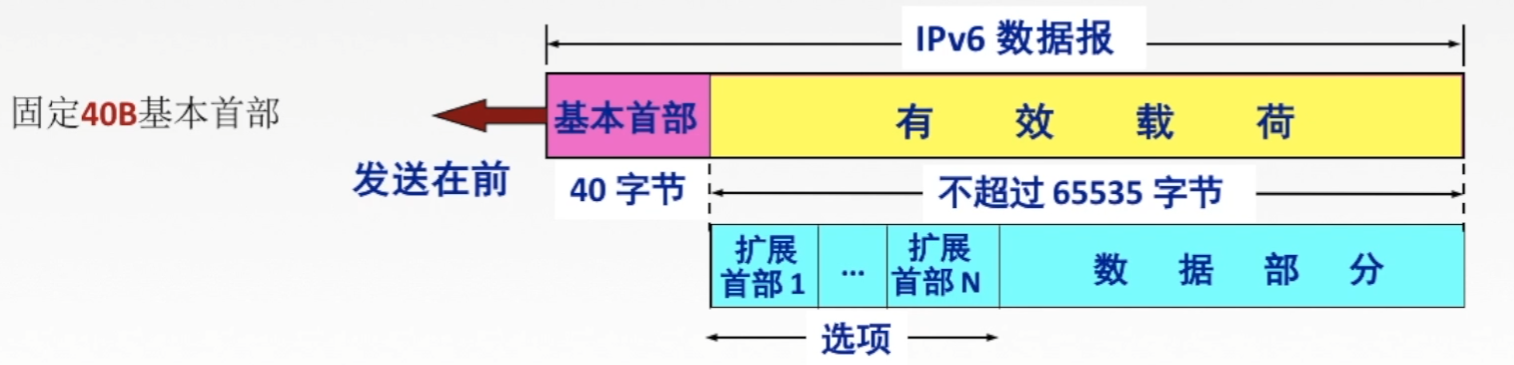 IPv6 数据报
固定40B基本首部
基本首部
有 效 载 荷
发送在前
40 字节
不超过 65535 字节
扩展
首部 1
...
扩展
首部 N
数 据 部 分
选项